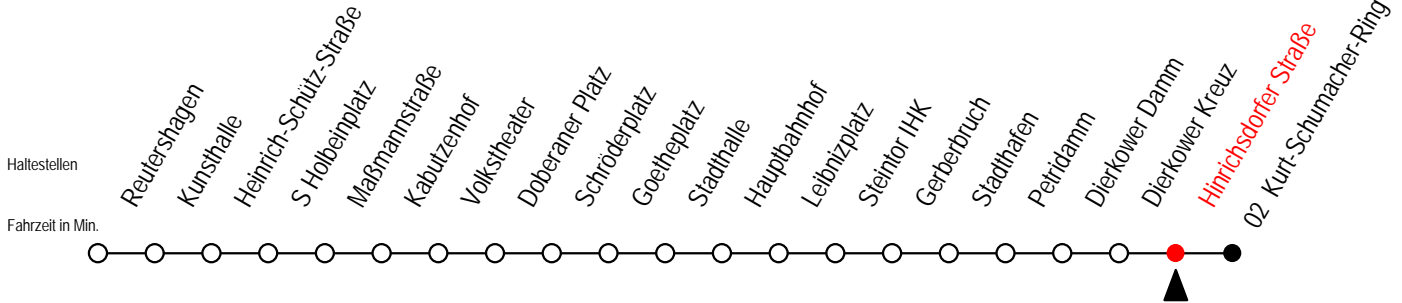 Haltestellen
Fahrzeit in Min.
Reutershagen
Kunsthalle
Heinrich-Schütz-Straße
S Holbeinplatz
Maßmannstraße
Kabutzenhof
Volkstheater
Doberaner Platz
Schröderplatz
Goetheplatz
Stadthalle
Hauptbahnhof
Leibnizplatz
Steintor IHK
Gerberbruch
Stadthafen
Petridamm
Dierkower Damm
Dierkower Kreuz
Hinrichsdorfer Straße
02 Kurt-Schumacher-Ring